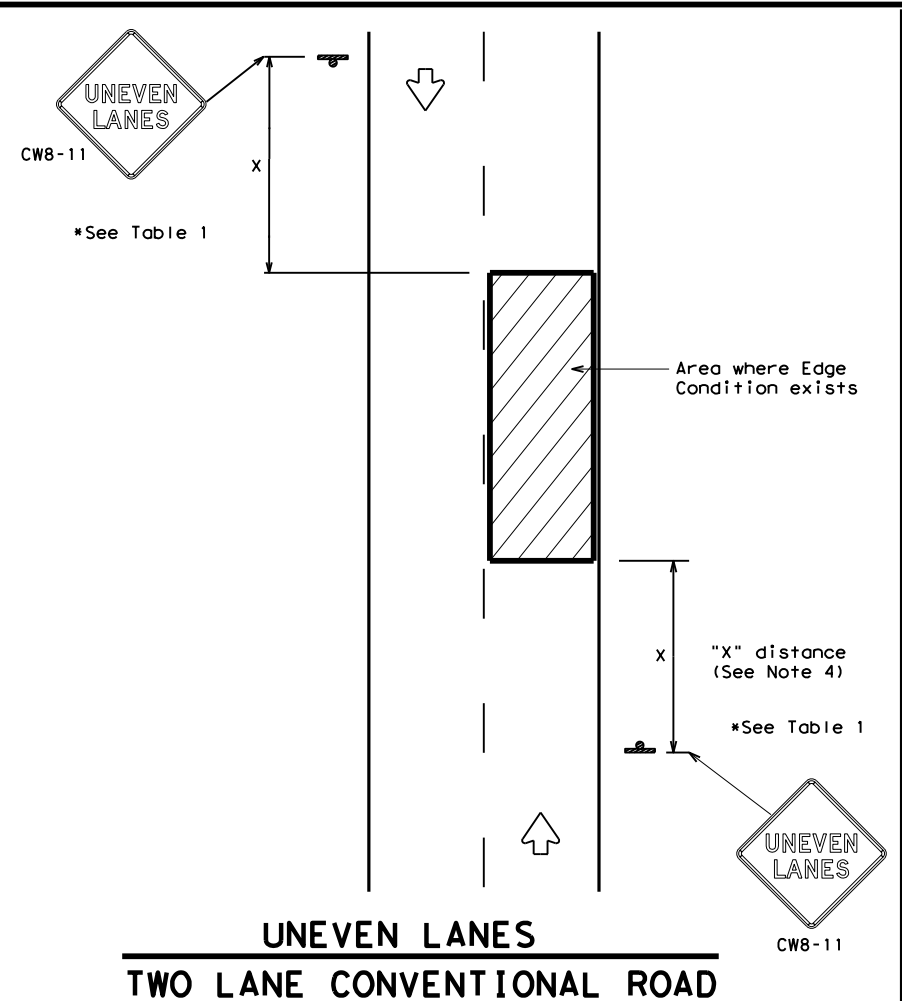 UNEVEN
LANES
CW8-11
X
*See Table 1
Area where Edge
Condition exists
X
"X" distance
(See Note 4)
*See Table 1
UNEVEN
LANES
CW8-11
UNEVEN LANES
TWO LANE CONVENTIONAL ROAD